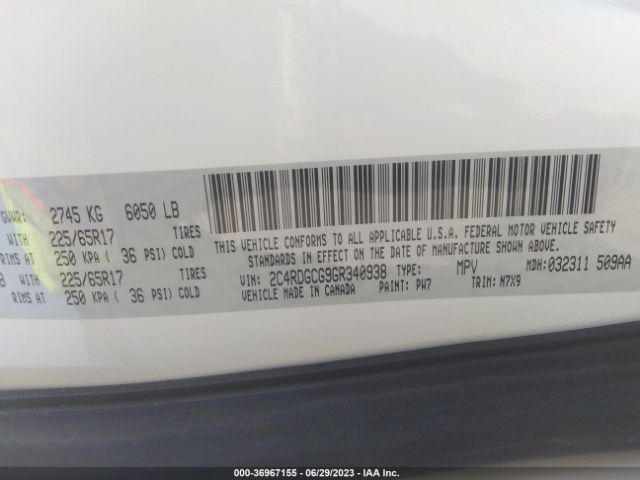 GVWR: 2745 KG 6050 LB
WITH 225/65R17 TIRES
RIMS AT 250 KPA ( 36 PSI) COLD
B WITH 225/65R17 TIRES
RIMS AT 250 KPA ( 36 PSI) COLD
THIS VEHICLE CONFORMS TO ALL APPLICABLE U.S.A. FEDERAL MOTOR VEHICLE SAFETY
STANDARDS IN EFFECT ON THE DATE OF MANUFACTURE SHOWN ABOVE.
VIN: 2C4RDGCG9GR340938 TYPE: MPV MDH: 032311 509AA
VEHICLE MADE IN CANADA PAINT: PW7 TRIM: N7X9
000-36967155 | 06/29/2023 - IAA Inc.